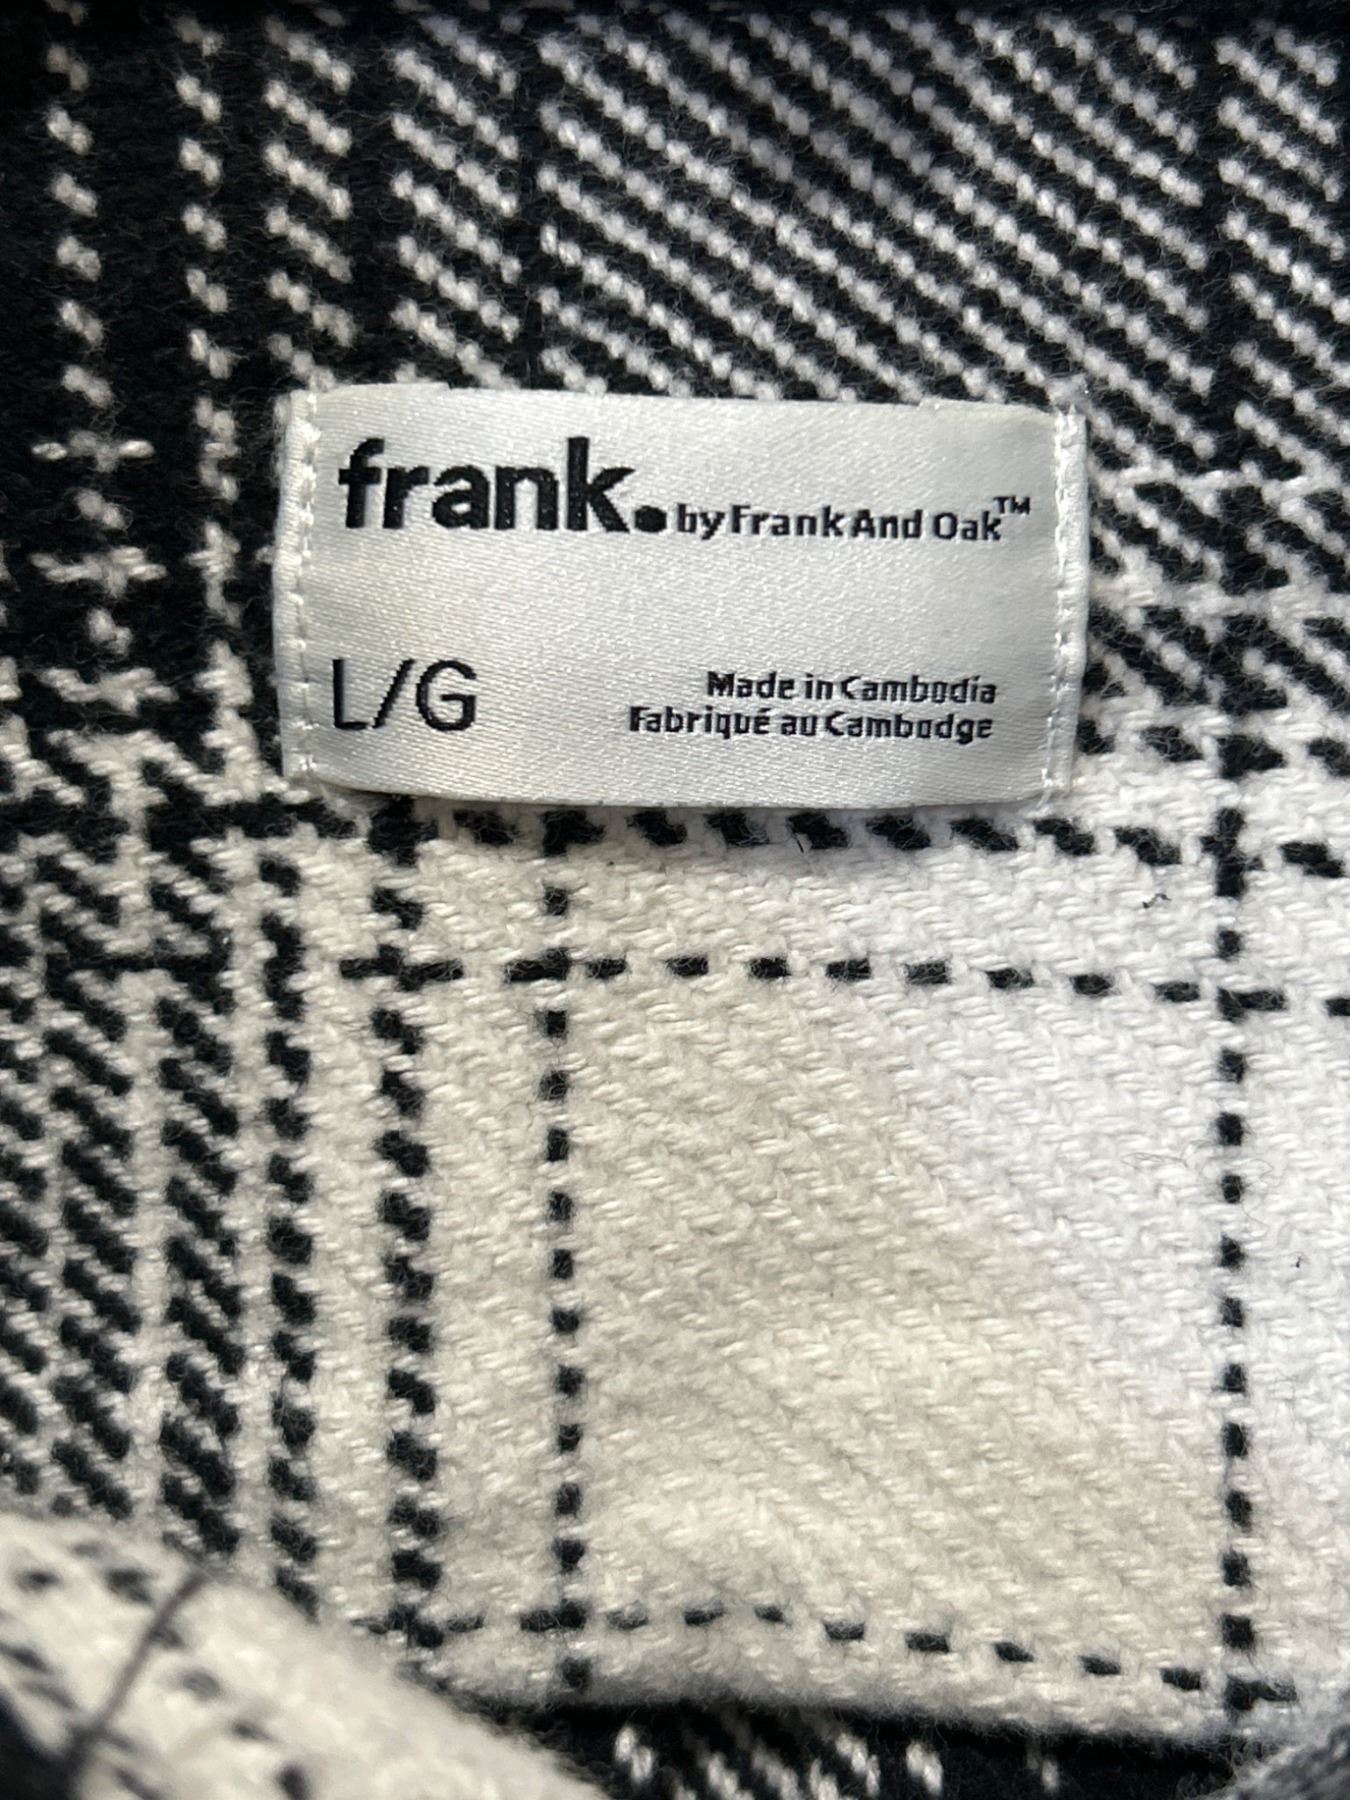 frank. by Frank And Oak™
L/G
Made in Cambodia
Fabriqué au Cambodge